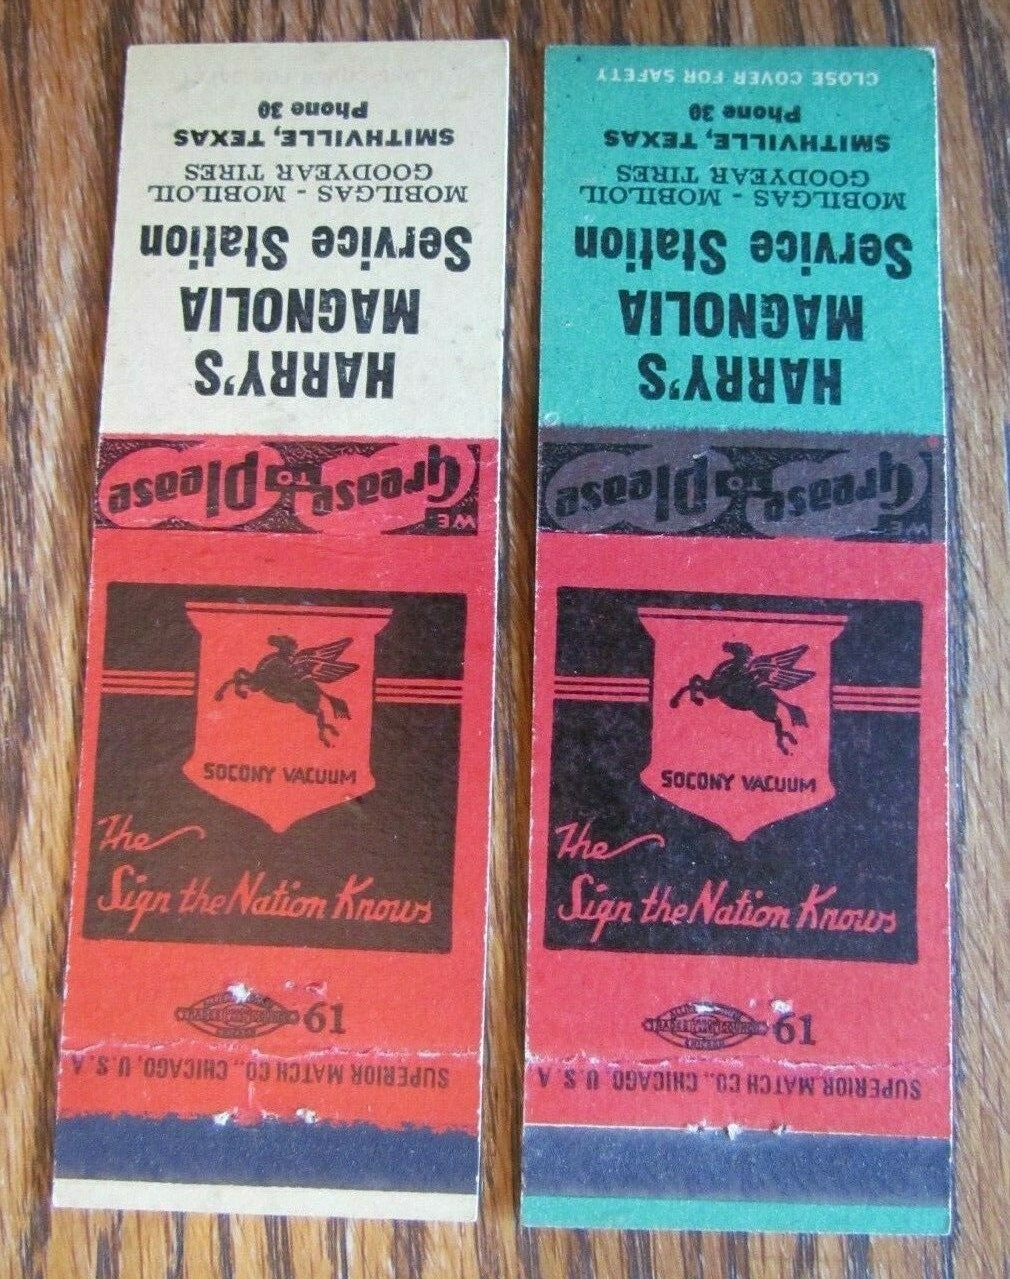 WE
Grease TO Please
HARRY'S
MAGNOLIA
Service Station
MOBILGAS - MOBILOIL
GOODYEAR TIRES
SMITHVILLE, TEXAS
Phone 30
SOCONY VACUUM
The
Sign the Nation Knows
61
SUPERIOR MATCH CO., CHICAGO, U.S.A
WE
Grease TO Please
HARRY'S
MAGNOLIA
Service Station
MOBILGAS - MOBILOIL
GOODYEAR TIRES
SMITHVILLE, TEXAS
Phone 30
CLOSE COVER FOR SAFETY
SOCONY VACUUM
The
Sign the Nation Knows
61
SUPERIOR MATCH CO., CHICAGO, U.S.A